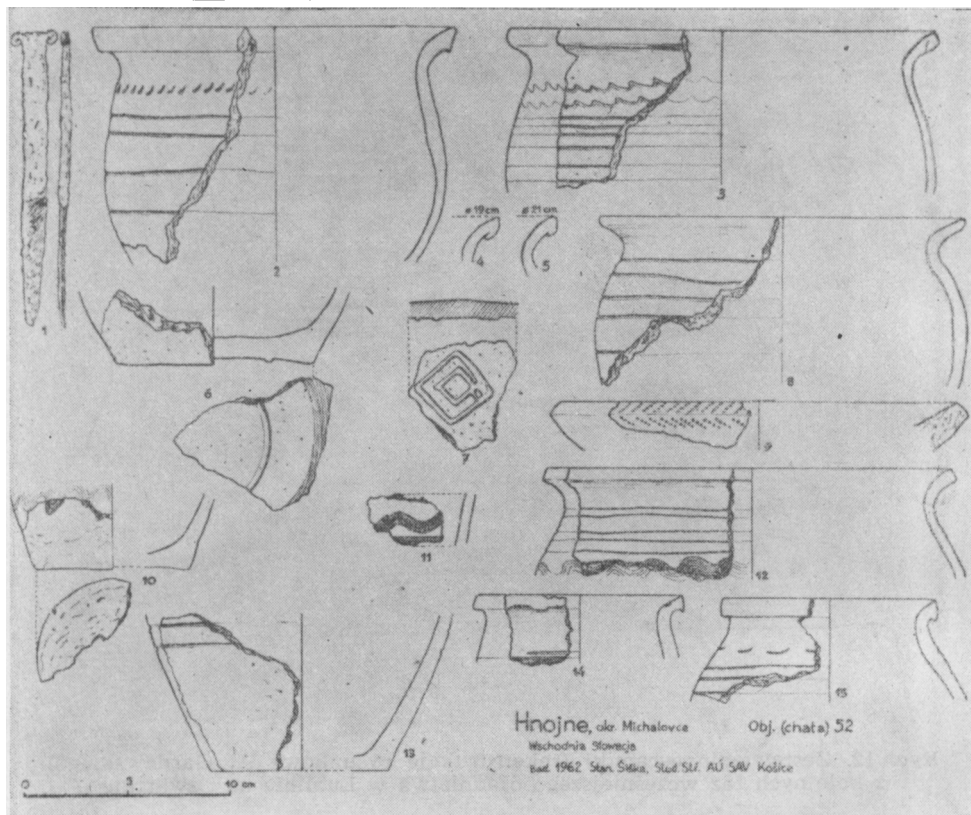 1
2
3
ø 19 cm
ø 21 cm
4
5
6
7
8
9
10
11
12
13
14
15
Hnojne, okr. Michalovce
Obj. (chata) 52
Wschodnia Słowacja
bad. 1962 Stan. Šiška, Stud. SŁ. AÚ SAV Košice
0
5
10 cm